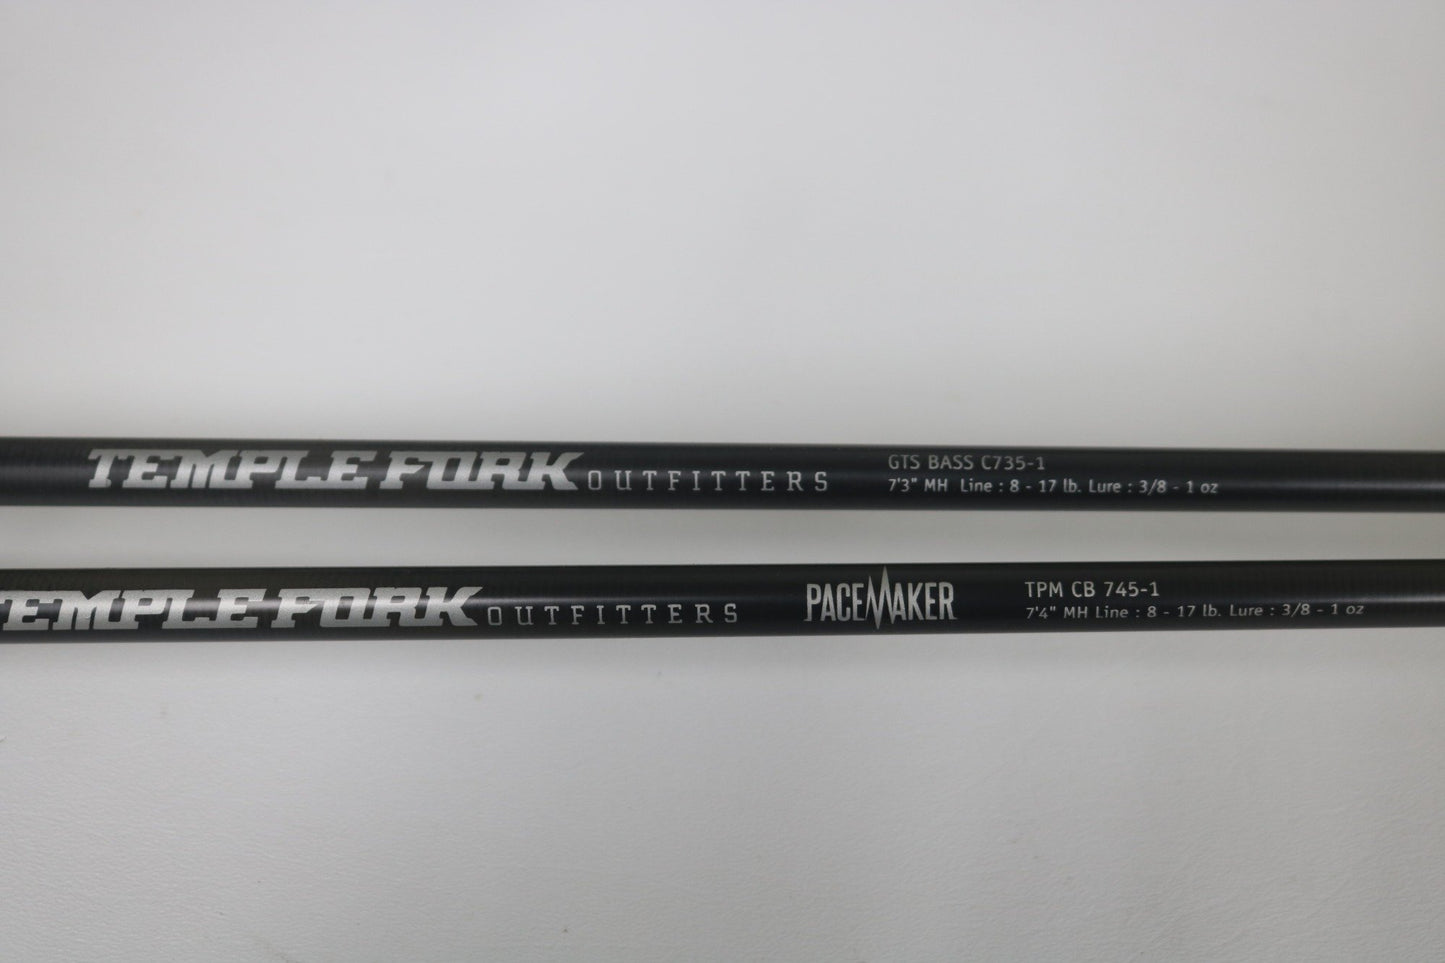 TEMPLE FORK OUTFITTERS
GTS BASS C735-1
7'3" MH Line : 8 - 17 lb. Lure : 3/8 - 1 oz
TEMPLE FORK OUTFITTERS
PACEMAKER
TPM CB 745-1
7'4" MH Line : 8 - 17 lb. Lure : 3/8 - 1 oz